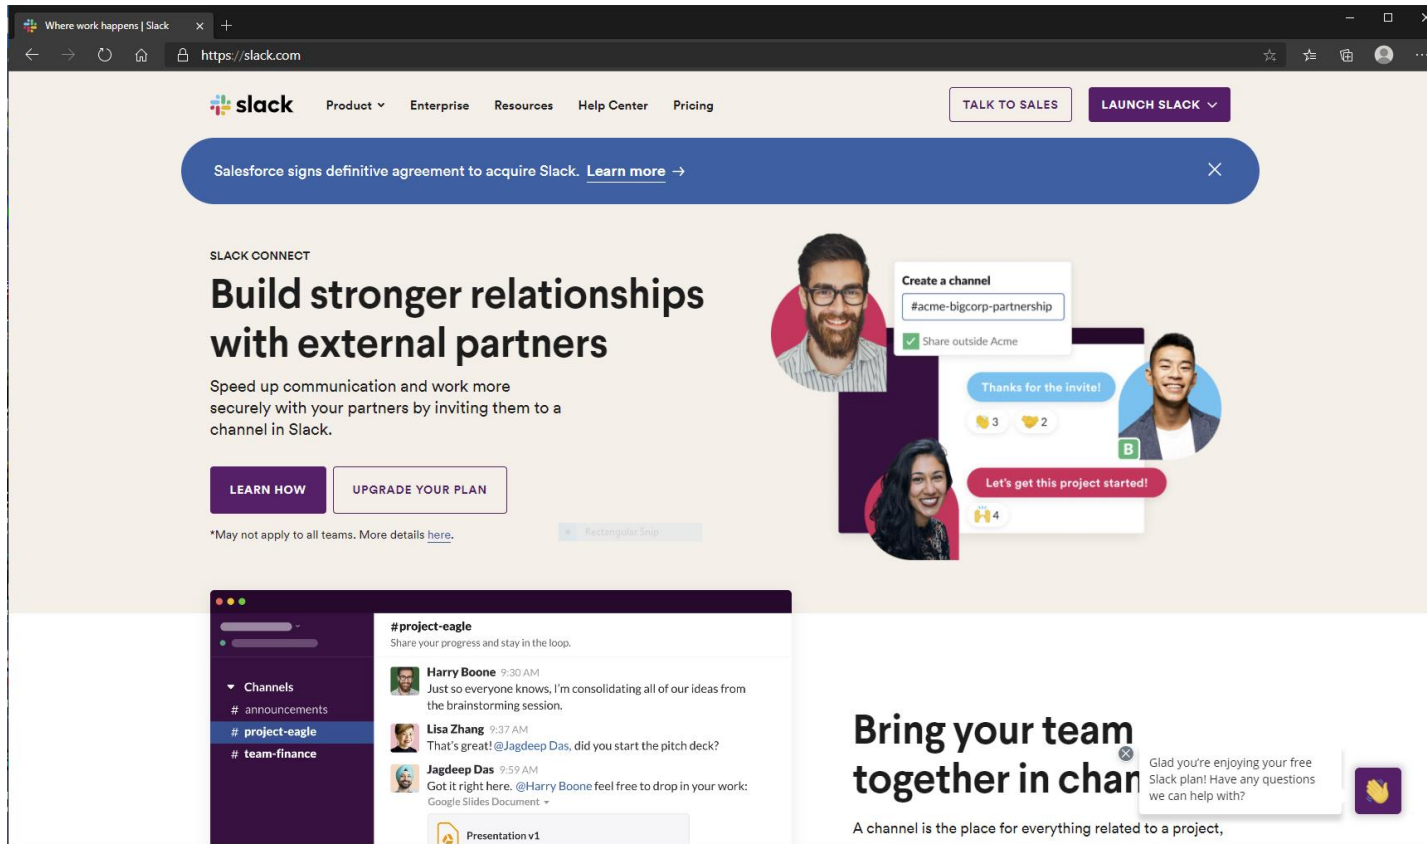 Where work happens | Slack
https://slack.com
slack
Product
Enterprise
Resources
Help Center
Pricing
TALK TO SALES
LAUNCH SLACK
Salesforce signs definitive agreement to acquire Slack. Learn more →
SLACK CONNECT
Build stronger relationships
with external partners
Speed up communication and work more
securely with your partners by inviting them to a
channel in Slack.
LEARN HOW
UPGRADE YOUR PLAN
*May not apply to all teams. More details here.
Rectangular Snip
Create a channel
#acme-bigcorp-partnership
Share outside Acme
Thanks for the invite!
3
2
B
Let's get this project started!
4
Channels
# announcements
# project-eagle
# team-finance
#project-eagle
Share your progress and stay in the loop.
Harry Boone 9:30 AM
Just so everyone knows, I'm consolidating all of our ideas from
the brainstorming session.
Lisa Zhang 9:37 AM
That's great! @Jagdeep Das, did you start the pitch deck?
Jagdeep Das 9:59 AM
Got it right here. @Harry Boone feel free to drop in your work:
Google Slides Document
Presentation v1
Bring your team
together in chan
A channel is the place for everything related to a project,
Glad you're enjoying your free
Slack plan! Have any questions
we can help with?